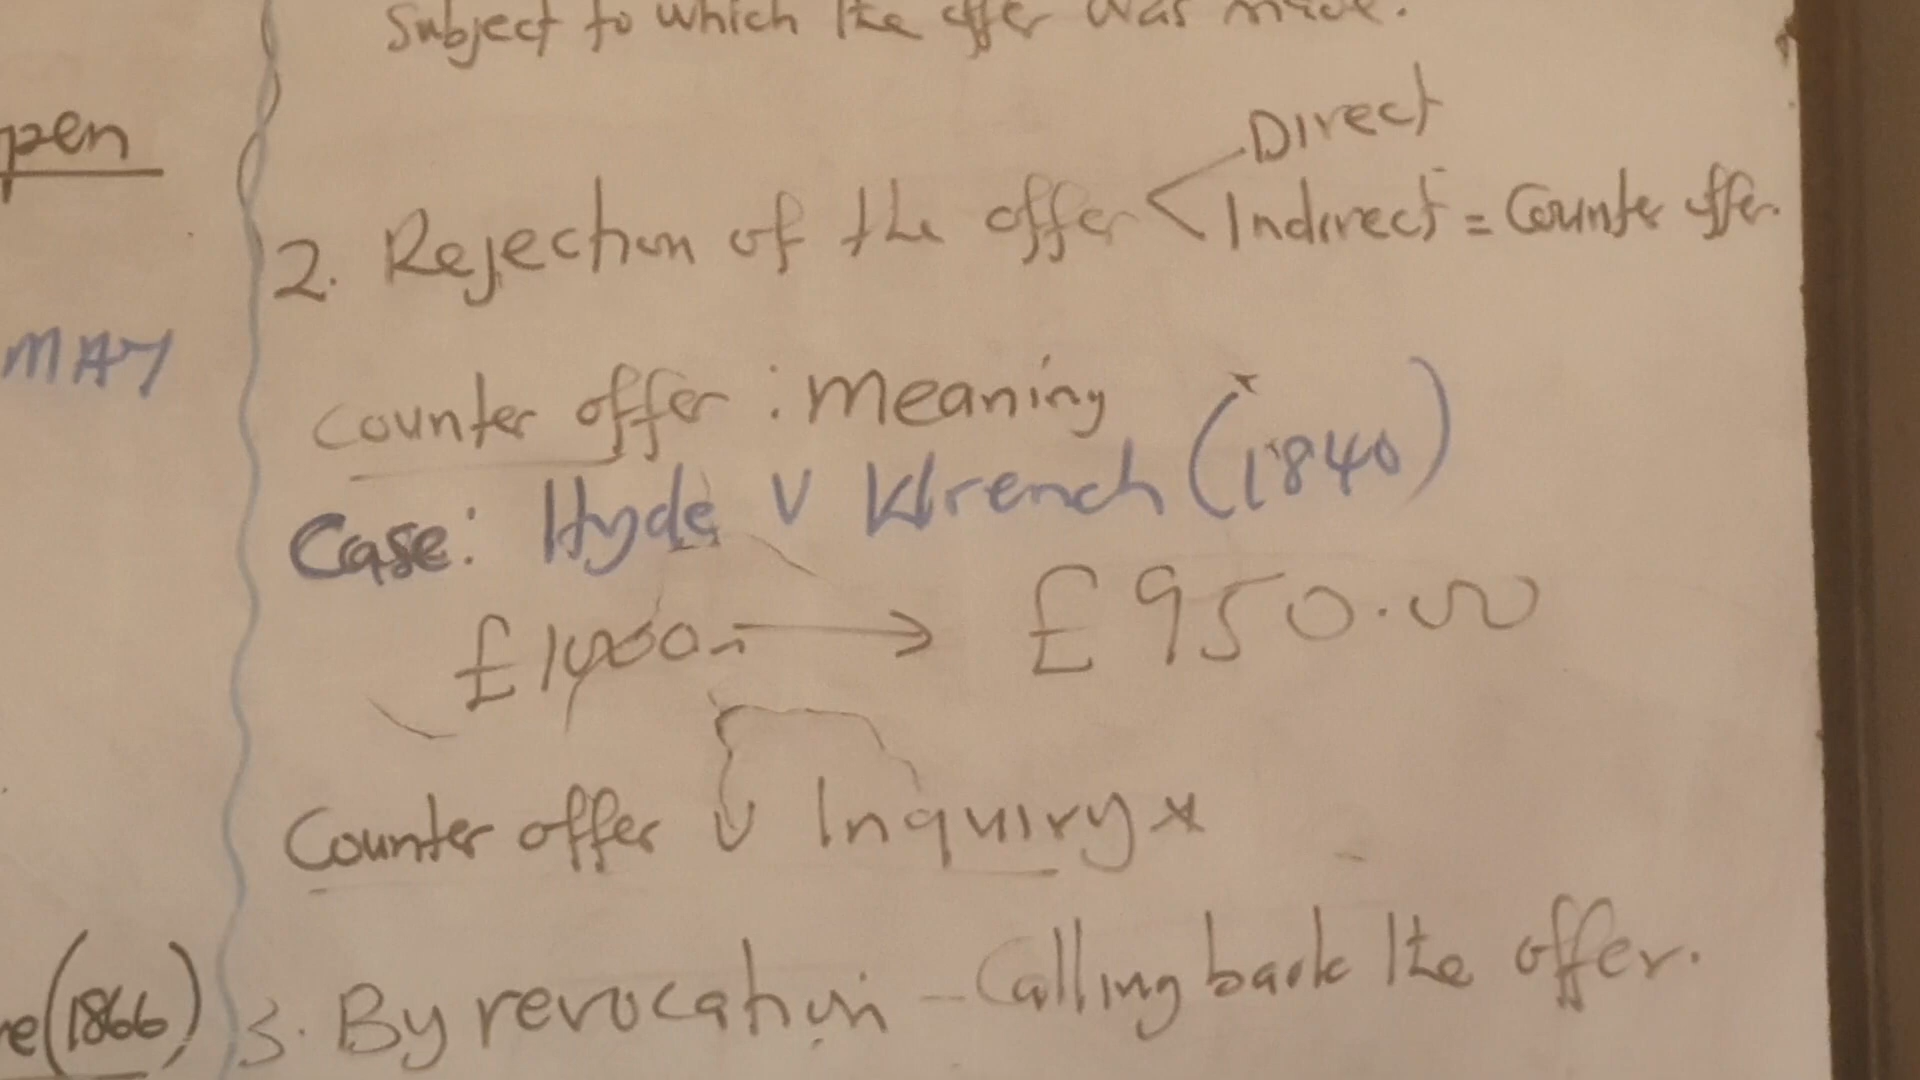 Subject to which the offer was made.
pen
Direct
2. Rejection of the offer < Indirect = Counter offer.
MAY
Counter offer : meaning
Case: Hyde v Wrench (1840)
£1000 → £950.00
Counter offer v Inquiry *
re (1866)
3. By revocation - Calling back the offer.